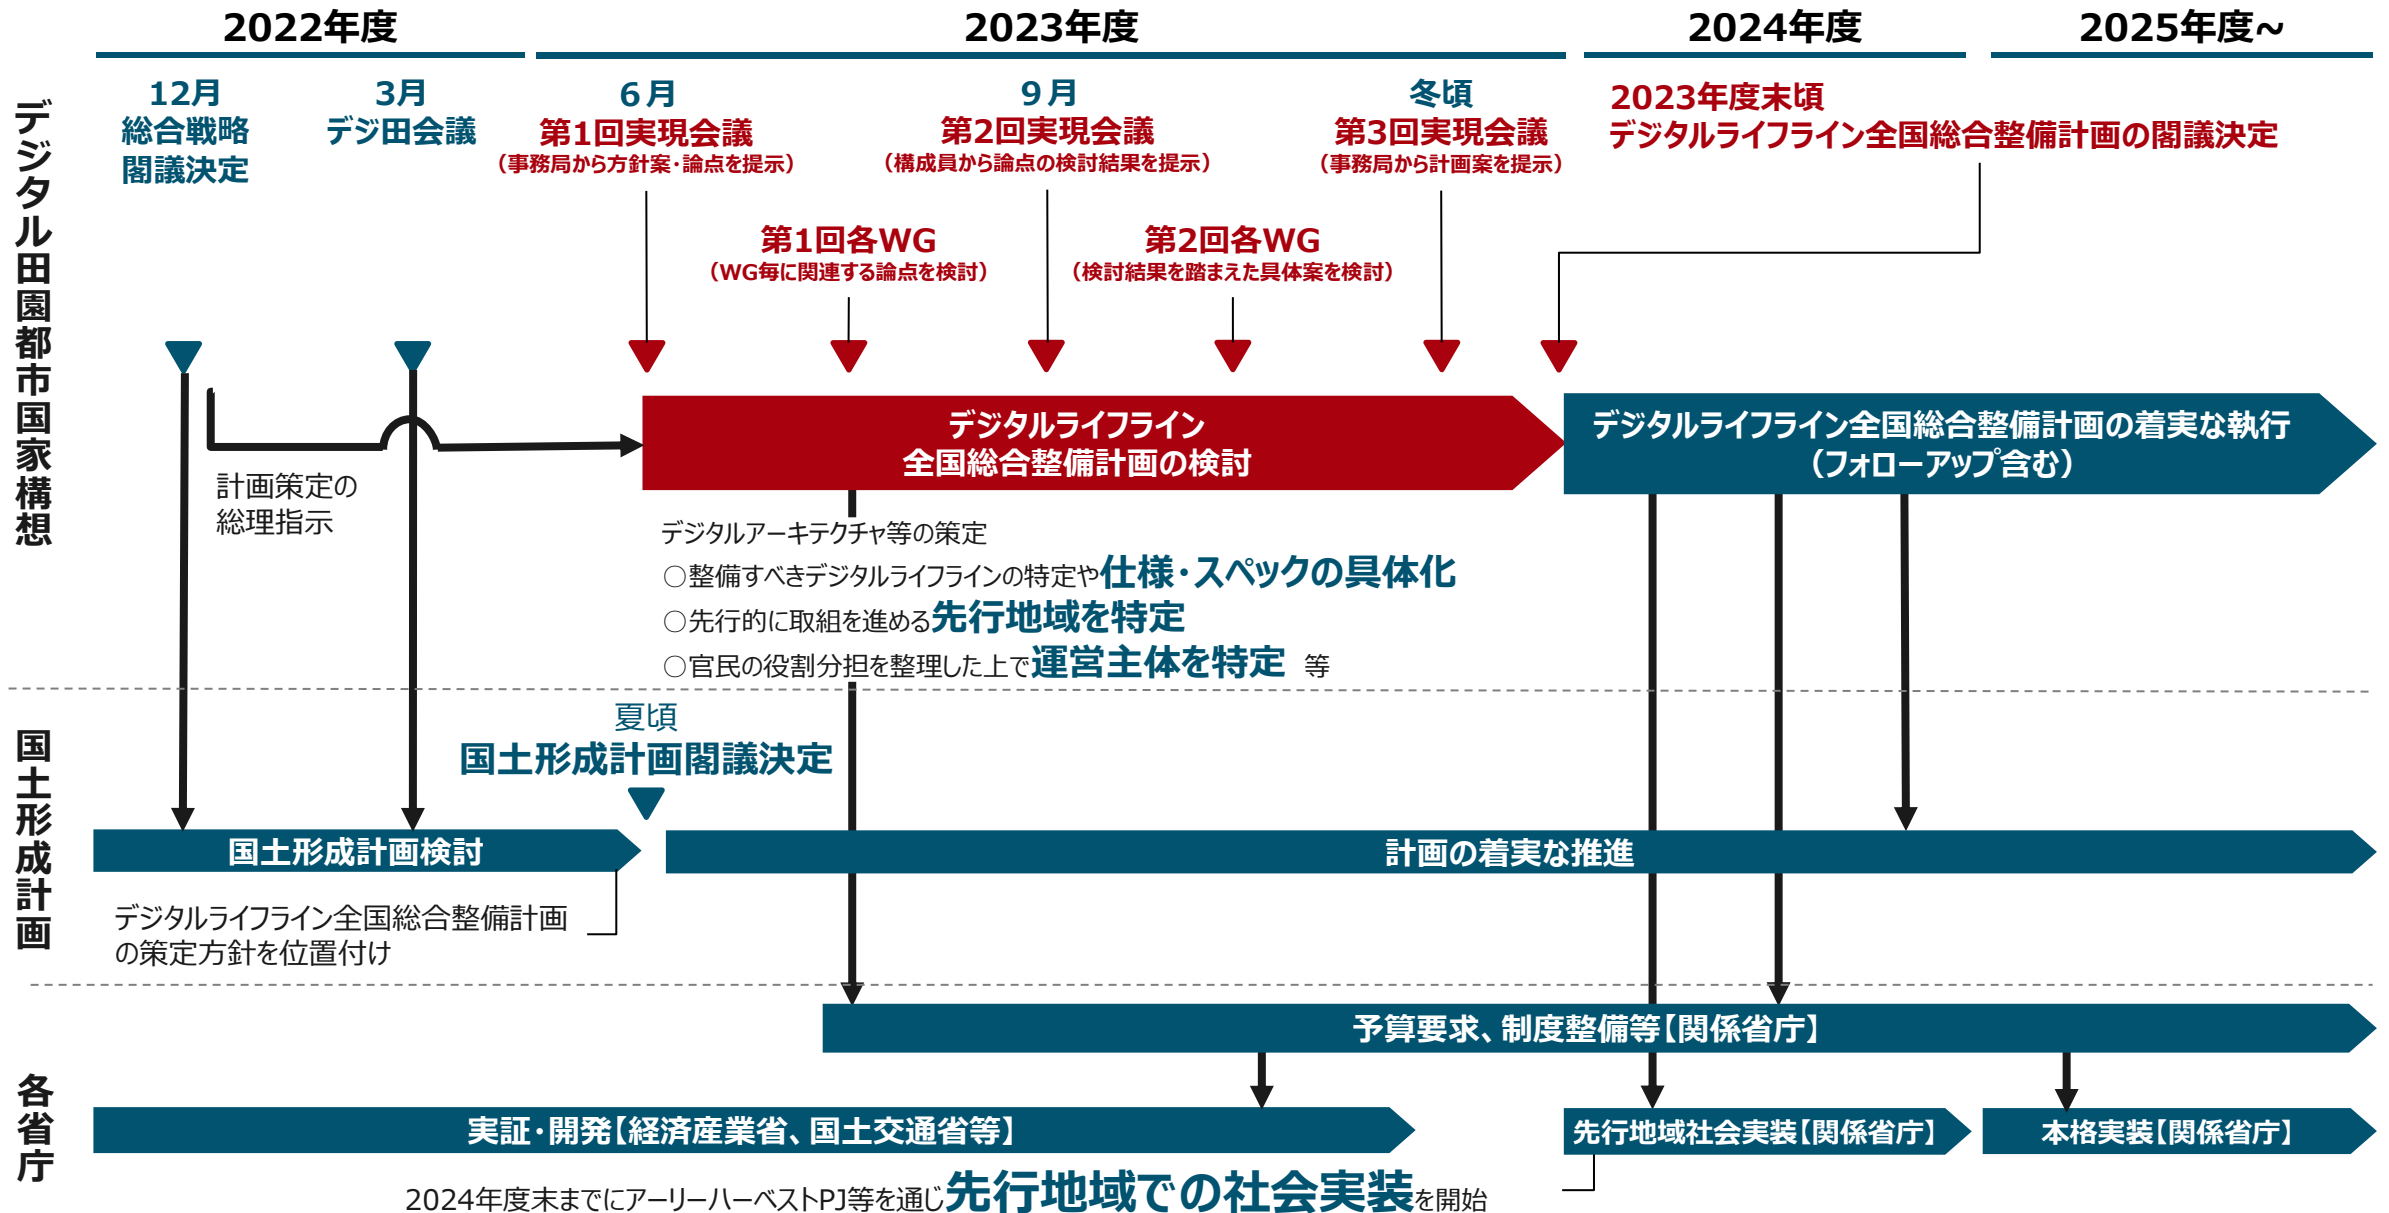 2022年度
2023年度
2024年度
2025年度~
デジタル田園都市国家構想
12月
総合戦略
閣議決定
3月
デジ田会議
６月
第1回実現会議
（事務局から方針案・論点を提示）
９月
第2回実現会議
（構成員から論点の検討結果を提示）
冬頃
第3回実現会議
（事務局から計画案を提示）
2023年度末頃
デジタルライフライン全国総合整備計画の閣議決定
第1回各WG
（WG毎に関連する論点を検討）
第2回各WG
（検討結果を踏まえた具体案を検討）
デジタルライフライン
全国総合整備計画の検討
デジタルライフライン全国総合整備計画の着実な執行
（フォローアップ含む）
計画策定の
総理指示
デジタルアーキテクチャ等の策定
○整備すべきデジタルライフラインの特定や仕様・スペックの具体化
○先行的に取組を進める先行地域を特定
○官民の役割分担を整理した上で運営主体を特定 等
国土形成計画
夏頃
国土形成計画閣議決定
国土形成計画検討
計画の着実な推進
デジタルライフライン全国総合整備計画
の策定方針を位置付け
各省庁
予算要求、制度整備等【関係省庁】
実証・開発【経済産業省、国土交通省等】
先行地域社会実装【関係省庁】
本格実装【関係省庁】
2024年度末までにアーリーハーベストPJ等を通じ先行地域での社会実装を開始